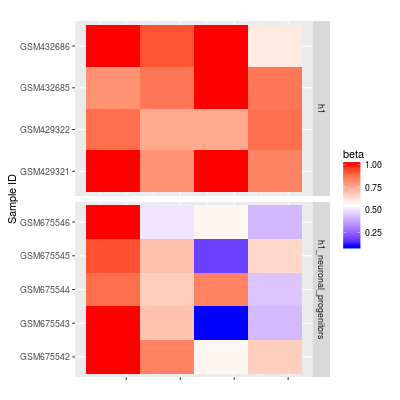 Sample ID
GSM432686
GSM432685
GSM429322
GSM429321
h1
GSM675546
GSM675545
GSM675544
GSM675543
GSM675542
h1_neuronal_progenitors
beta
1.00
0.75
0.50
0.25